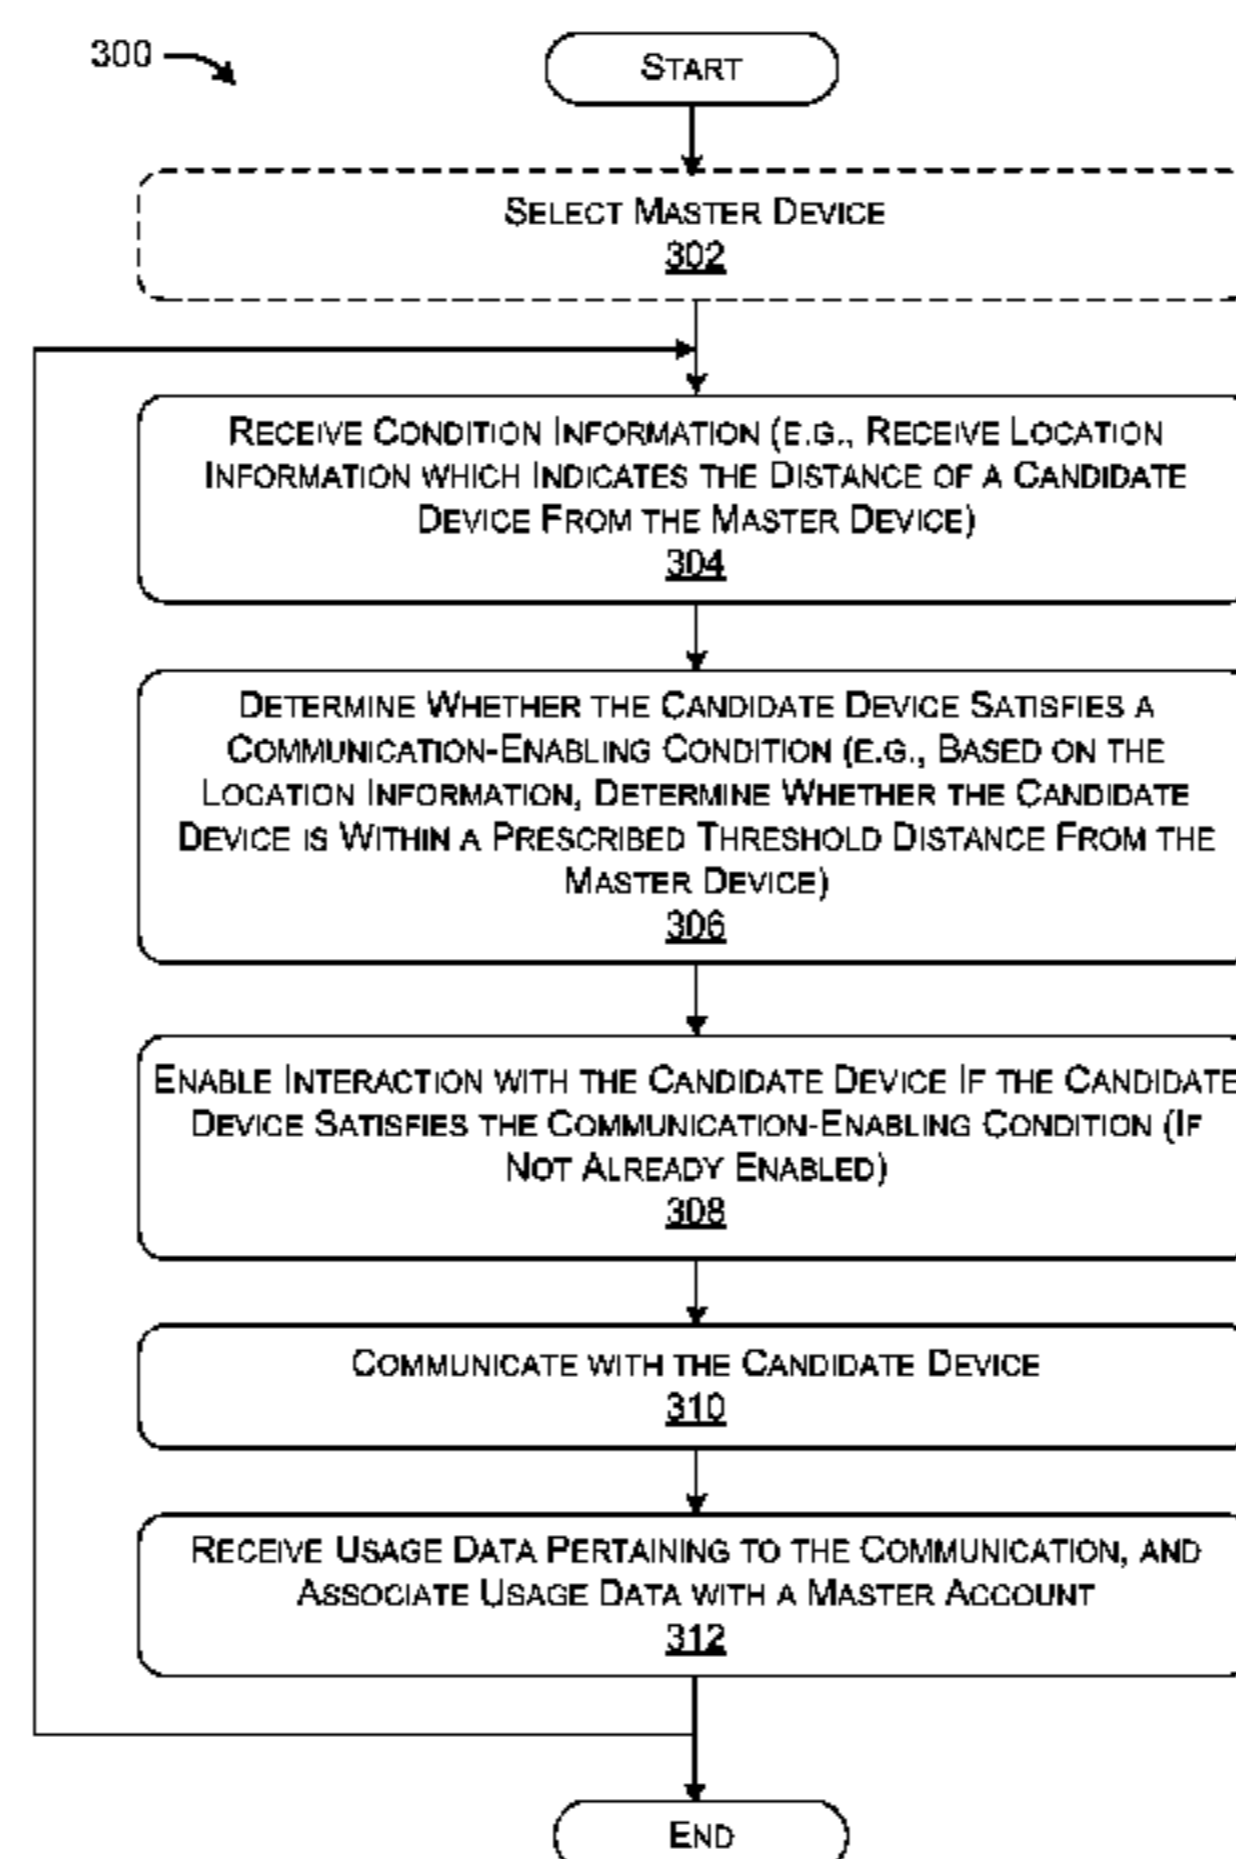 300
START
SELECT MASTER DEVICE
302
RECEIVE CONDITION INFORMATION (E.G., RECEIVE LOCATION
INFORMATION WHICH INDICATES THE DISTANCE OF A CANDIDATE
DEVICE FROM THE MASTER DEVICE)
304
DETERMINE WHETHER THE CANDIDATE DEVICE SATISFIES A
COMMUNICATION-ENABLING CONDITION (E.G., BASED ON THE
LOCATION INFORMATION, DETERMINE WHETHER THE CANDIDATE
DEVICE IS WITHIN A PRESCRIBED THRESHOLD DISTANCE FROM THE
MASTER DEVICE)
306
ENABLE INTERACTION WITH THE CANDIDATE DEVICE IF THE CANDIDATE
DEVICE SATISFIES THE COMMUNICATION-ENABLING CONDITION (IF
NOT ALREADY ENABLED)
308
COMMUNICATE WITH THE CANDIDATE DEVICE
310
RECEIVE USAGE DATA PERTAINING TO THE COMMUNICATION, AND
ASSOCIATE USAGE DATA WITH A MASTER ACCOUNT
312
END